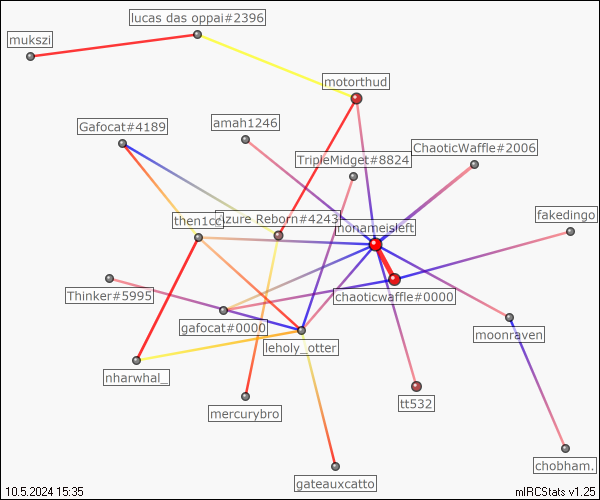 lucas das oppai#2396
mukszi
motorthud
amah1246
Gafocat#4189
ChaoticWaffle#2006
TripleMidget#8824
fakedingo
then1cc
Azure Reborn#4243
nonameisleft
Thinker#5995
chaoticwaffle#0000
gafocat#0000
moonraven
leholy_otter
nharwhal_
tt532
mercurybro
chobham.
gateauxcatto
10.5.2024 15:35
mIRCStats v1.25